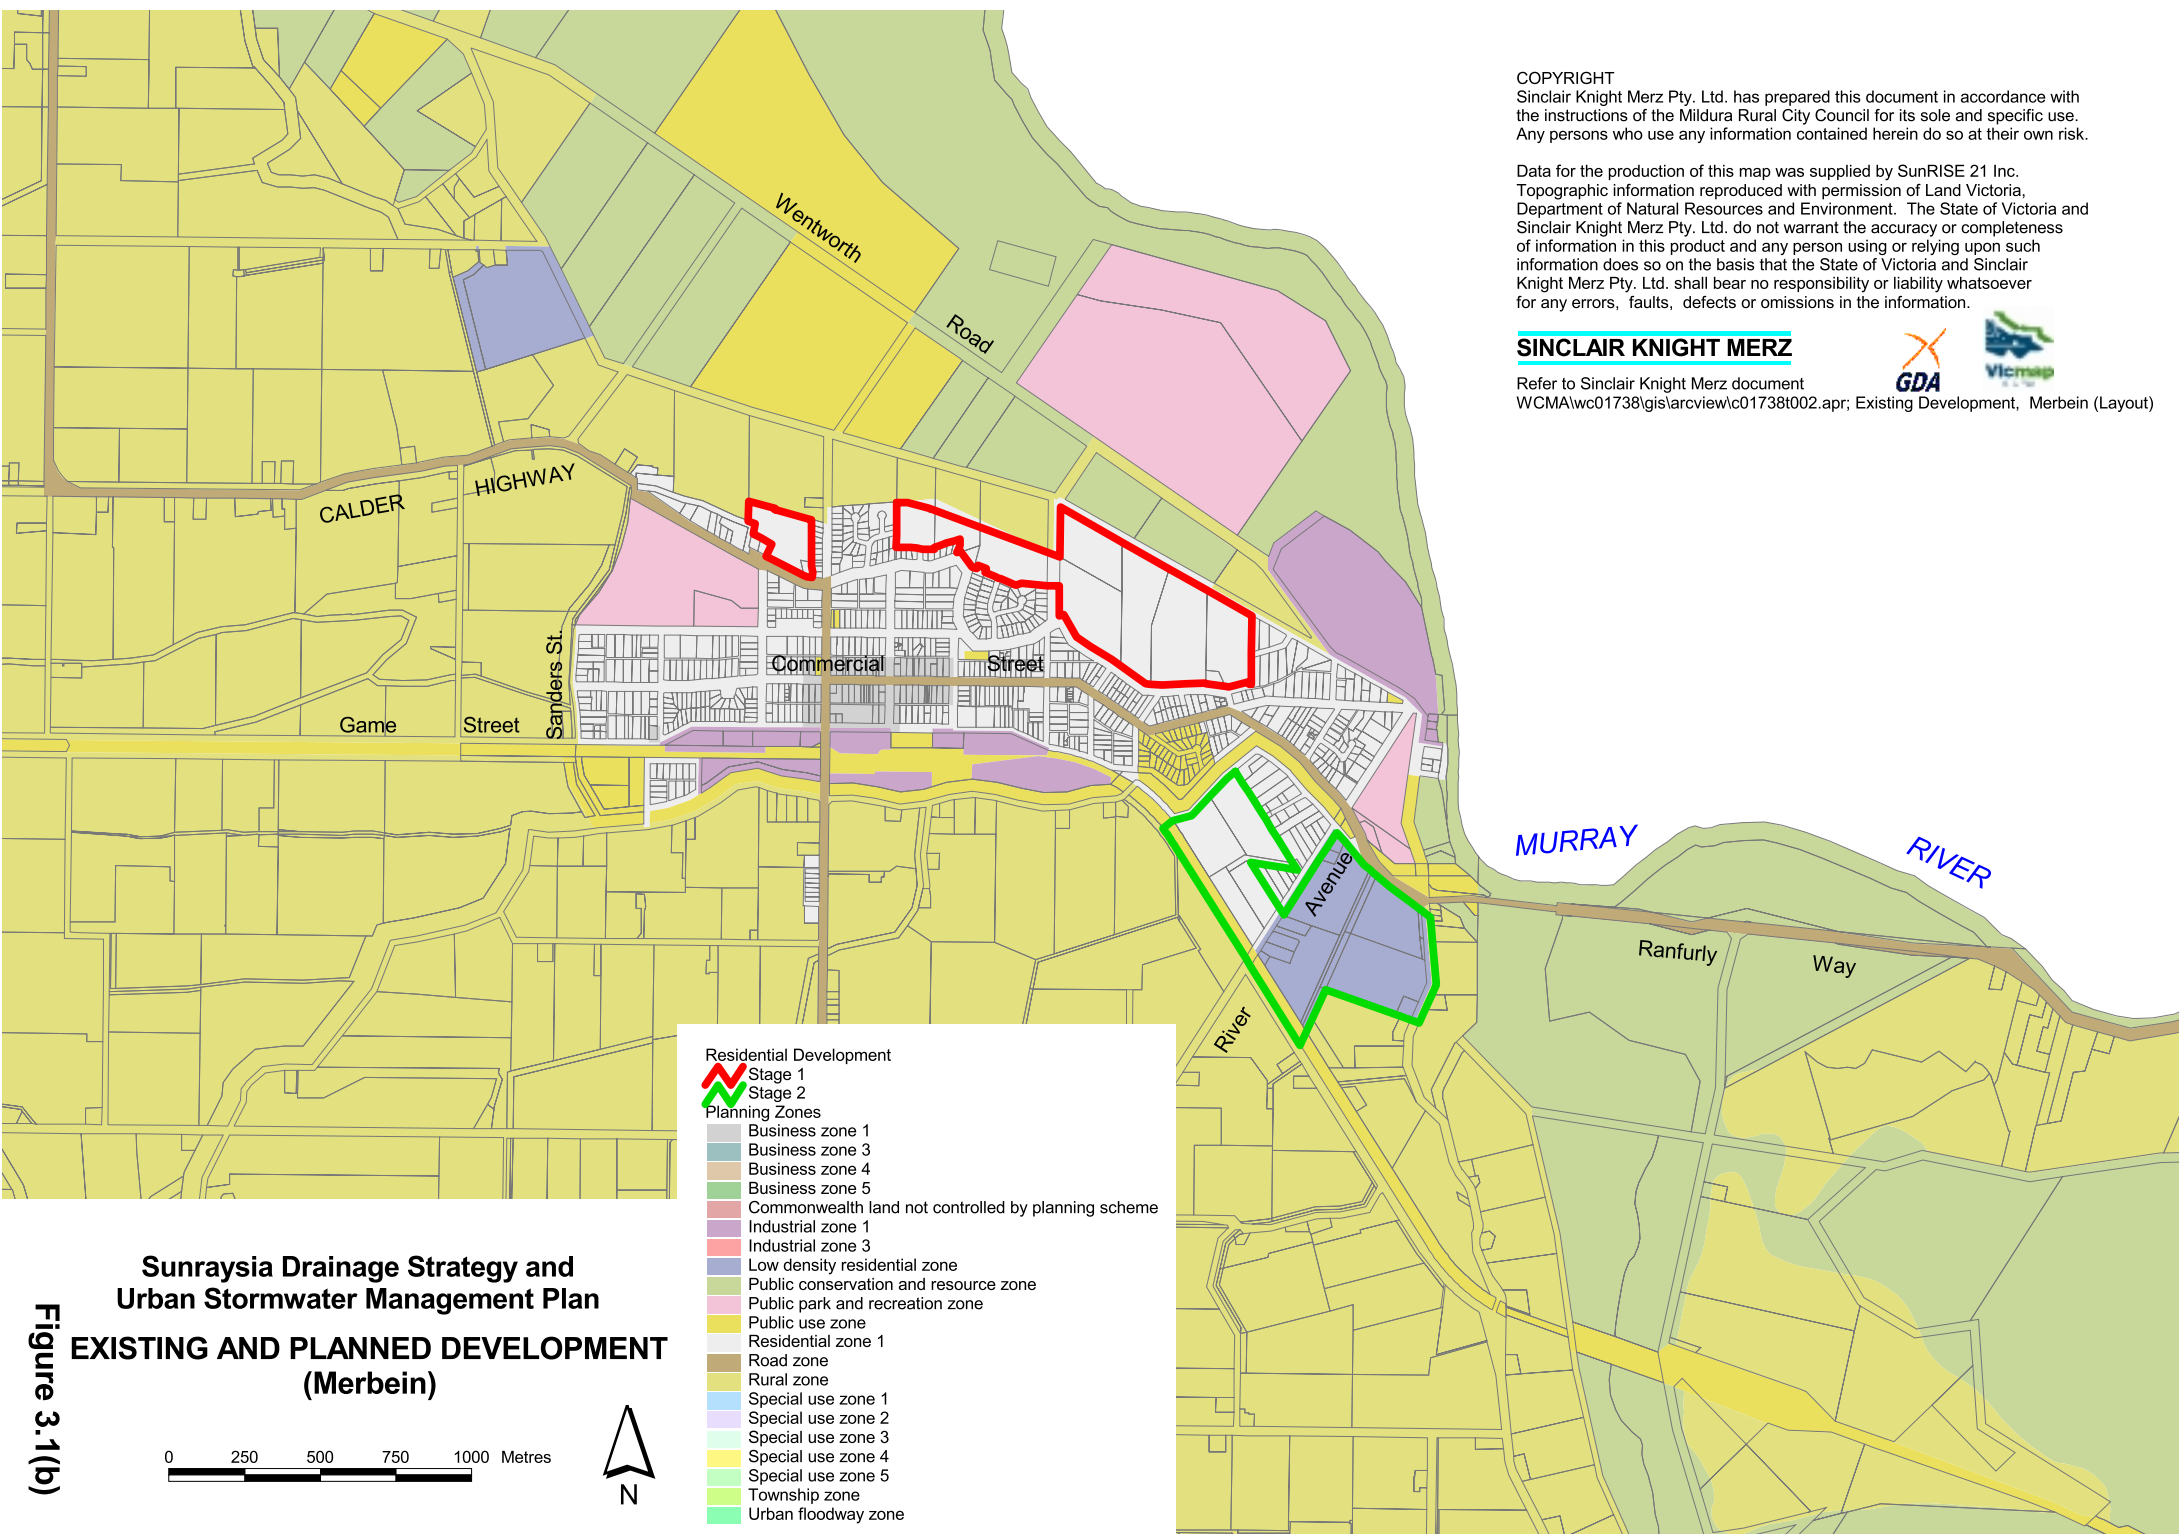 COPYRIGHT
Sinclair Knight Merz Pty. Ltd. has prepared this document in accordance with
the instructions of the Mildura Rural City Council for its sole and specific use.
Any persons who use any information contained herein do so at their own risk.
Data for the production of this map was supplied by SunRISE 21 Inc.
Topographic information reproduced with permission of Land Victoria,
Department of Natural Resources and Environment.  The State of Victoria and
Sinclair Knight Merz Pty. Ltd. do not warrant the accuracy or completeness
of information in this product and any person using or relying upon such
information does so on the basis that the State of Victoria and Sinclair
Knight Merz Pty. Ltd. shall bear no responsibility or liability whatsoever
for any errors,  faults,  defects or omissions in the information.
SINCLAIR KNIGHT MERZ
GDA
Vicmap
Refer to Sinclair Knight Merz document
WCMA\wc01738\gis\arcview\c01738t002.apr; Existing Development,  Merbein (Layout)
Wentworth
Road
CALDER
HIGHWAY
Sanders St.
Commercial
Street
Game
Street
MURRAY
RIVER
Avenue
River
Ranfurly
Way
Residential Development
Stage 1
Stage 2
Planning Zones
Business zone 1
Business zone 3
Business zone 4
Business zone 5
Commonwealth land not controlled by planning scheme
Industrial zone 1
Industrial zone 3
Low density residential zone
Public conservation and resource zone
Public park and recreation zone
Public use zone
Residential zone 1
Road zone
Rural zone
Special use zone 1
Special use zone 2
Special use zone 3
Special use zone 4
Special use zone 5
Township zone
Urban floodway zone
Sunraysia Drainage Strategy and
Urban Stormwater Management Plan
EXISTING AND PLANNED DEVELOPMENT
(Merbein)
Figure 3.1(b)
0 250 500 750 1000 Metres
N